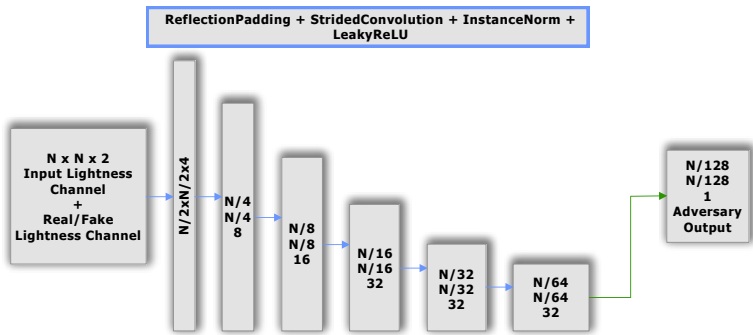 ReflectionPadding + StridedConvolution + InstanceNorm +
LeakyReLU
N x N x 2
Input Lightness
Channel
+
Real/Fake
Lightness Channel
N/2xN/2x4
N/4
N/4
8
N/8
N/8
16
N/16
N/16
32
N/32
N/32
32
N/64
N/64
32
N/128
N/128
1
Adversary
Output